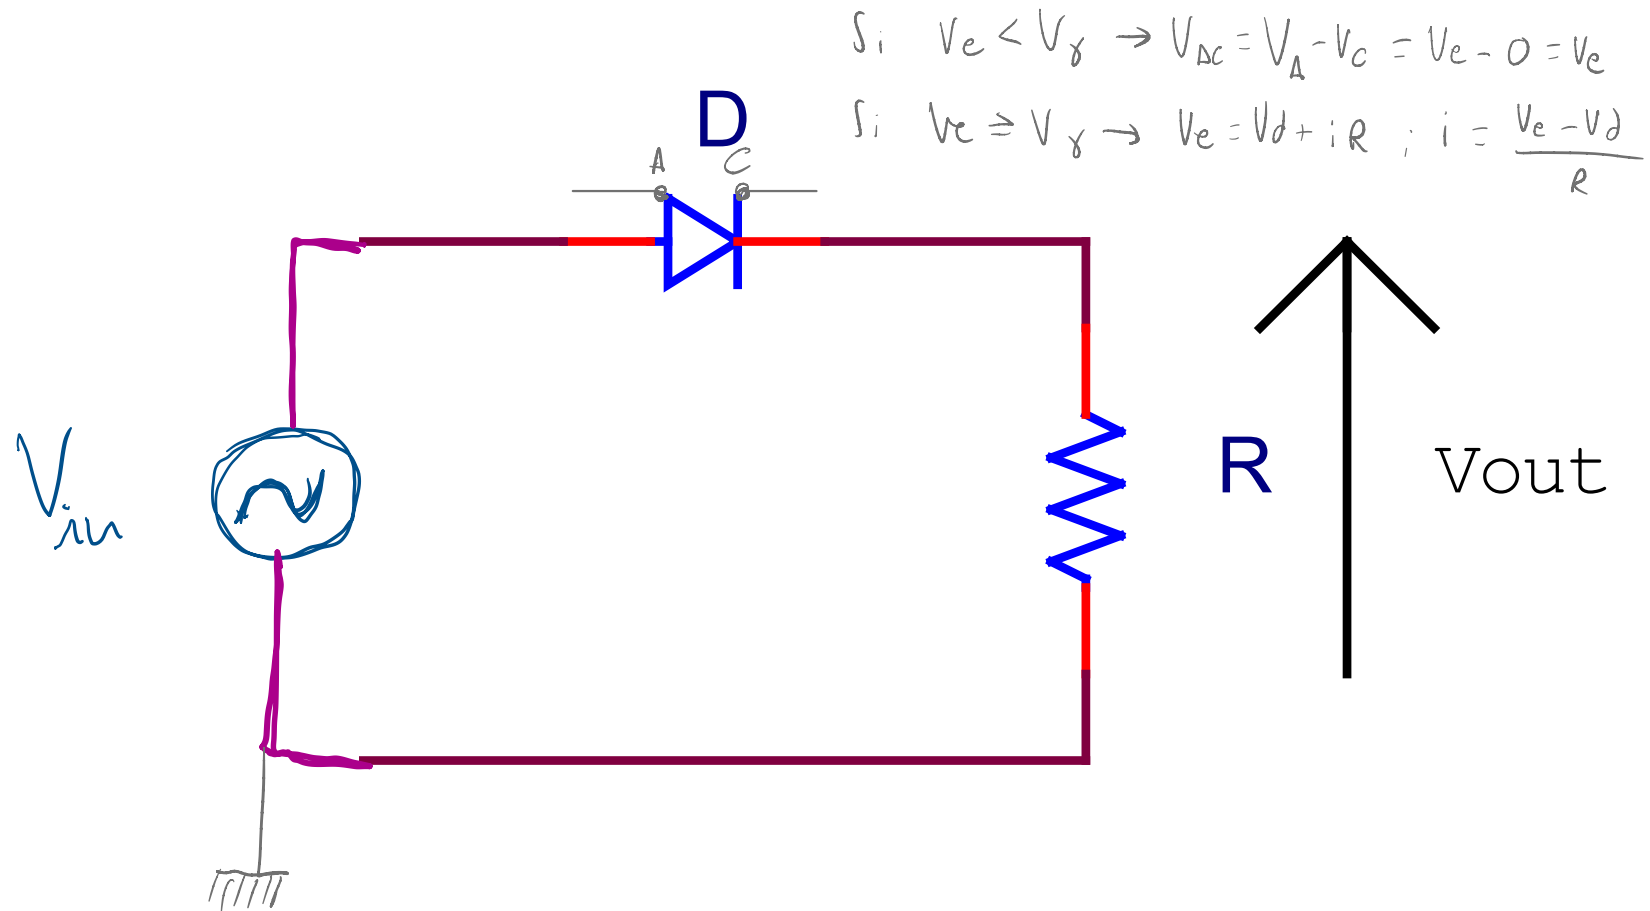 Si Ve < Vγ → VAC = VA - VC = Ve - 0 = Ve
Si Ve ≥ Vγ → Ve = Vd + iR ; i = (Ve - Vd)/R
D
A C
Vin
R
Vout